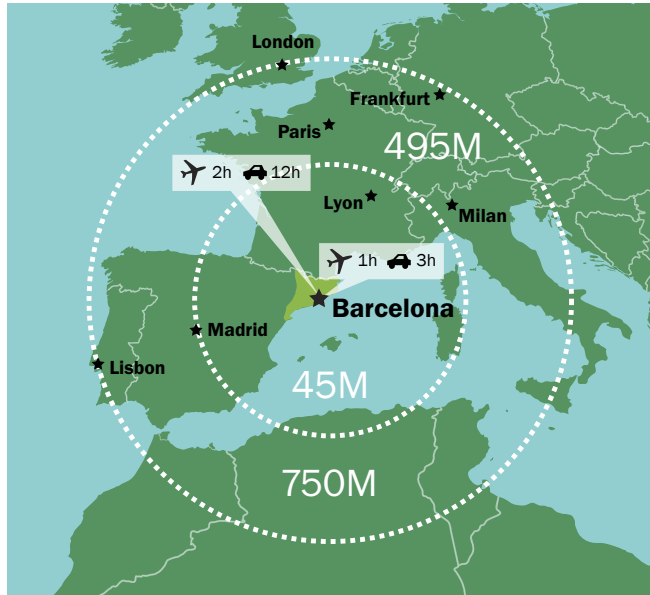 London
Frankfurt
Paris
495M
2h 12h
Lyon
Milan
1h 3h
Barcelona
Madrid
Lisbon
45M
750M